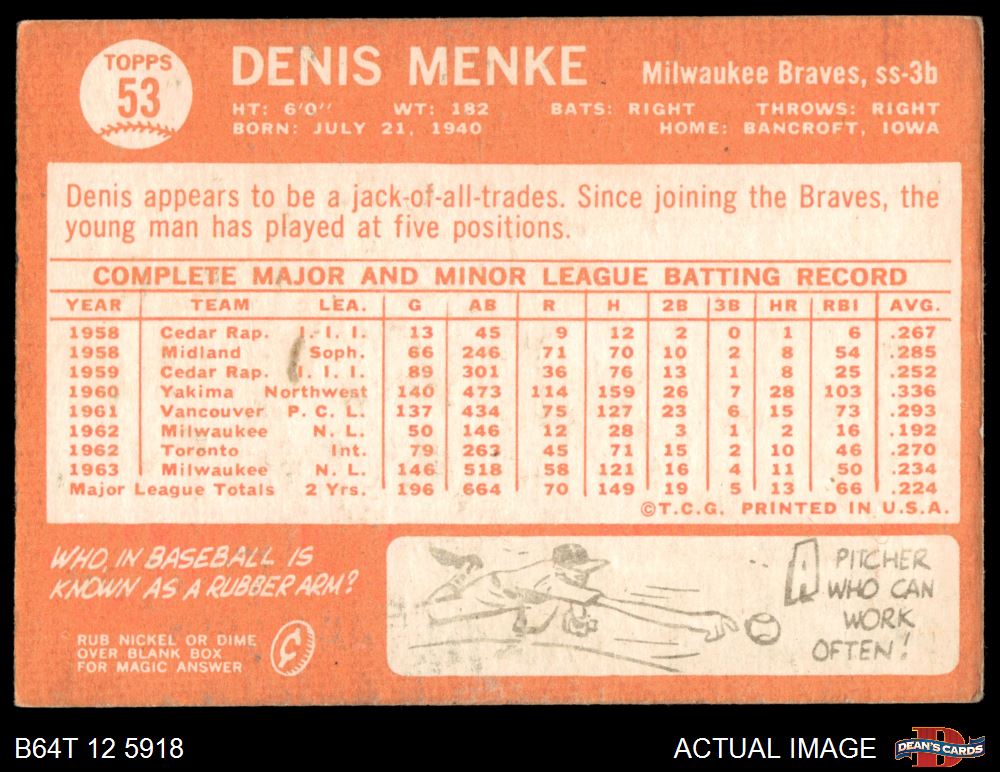 TOPPS
53
DENIS MENKE
Milwaukee Braves, ss-3b
HT: 6'0" WT: 182 BATS: RIGHT THROWS: RIGHT
BORN: JULY 21, 1940 HOME: BANCROFT, IOWA
Denis appears to be a jack-of-all-trades. Since joining the Braves, the
young man has played at five positions.
COMPLETE MAJOR AND MINOR LEAGUE BATTING RECORD
YEAR TEAM LEA. G AB R H 2B 3B HR RBI AVG.
1958 Cedar Rap. I. I. I. 13 45 9 12 2 0 1 6 .267
1958 Midland Soph. 66 246 71 70 10 2 8 54 .285
1959 Cedar Rap. I. I. I. 89 301 36 76 13 1 8 25 .252
1960 Yakima Northwest 140 473 114 159 26 7 28 103 .336
1961 Vancouver P. C. L. 137 434 75 127 23 6 15 73 .293
1962 Milwaukee N. L. 50 146 12 28 3 1 2 16 .192
1962 Toronto Int. 79 263 45 71 15 2 10 46 .270
1963 Milwaukee N. L. 146 518 58 121 16 4 11 50 .234
Major League Totals 2 Yrs. 196 664 70 149 19 5 13 66 .224
©T.C.G. PRINTED IN U.S.A.
WHO, IN BASEBALL IS
KNOWN AS A RUBBER ARM?
RUB NICKEL OR DIME
OVER BLANK BOX
FOR MAGIC ANSWER
A PITCHER
WHO CAN
WORK
OFTEN!
B64T 12 5918
ACTUAL IMAGE
D
DEAN'S CARDS